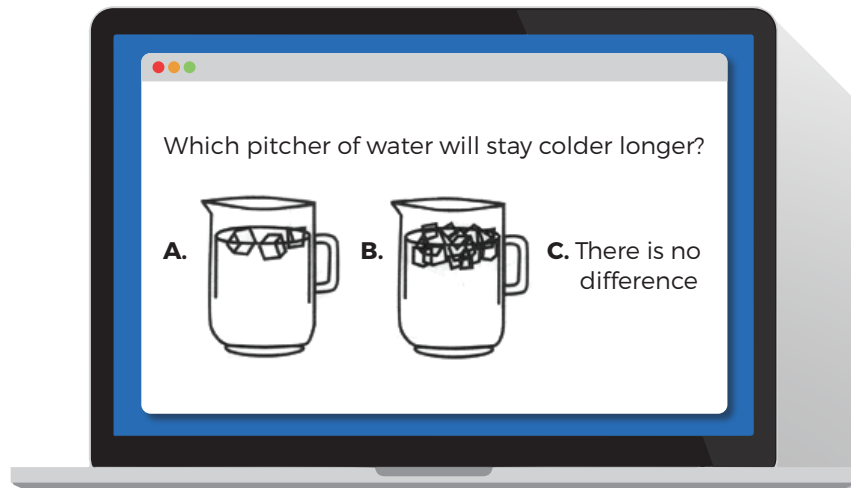 Which pitcher of water will stay colder longer?
A.
B.
C. There is no
difference